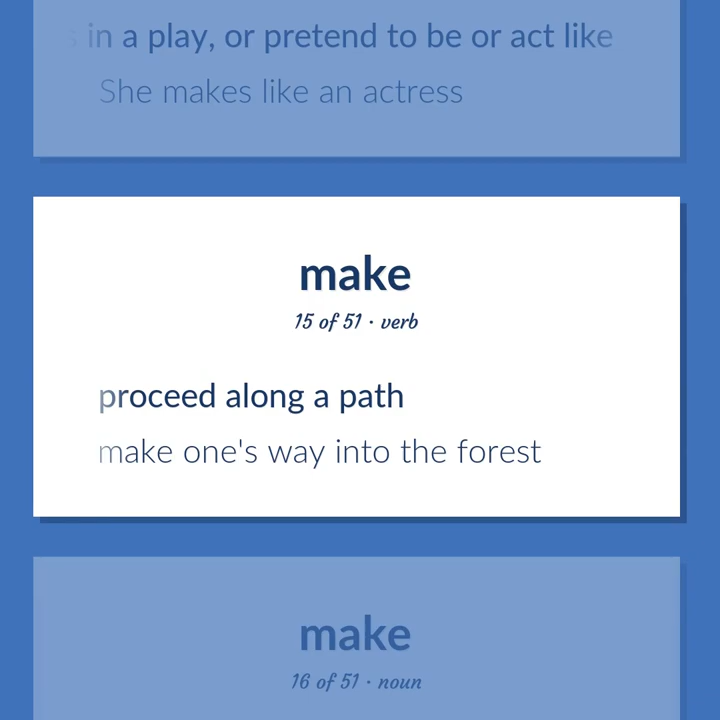 in a play, or pretend to be or act like
She makes like an actress
make
15 of 51 · verb
proceed along a path
make one's way into the forest
make
16 of 51 · noun